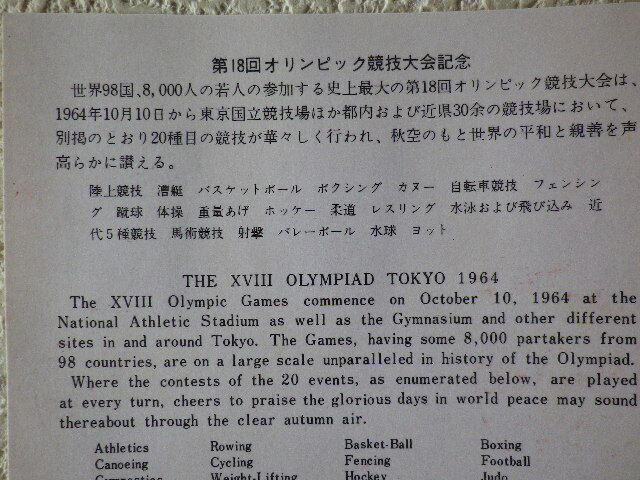 第18回オリンピック競技大会記念
世界98国、8,000人の若人の参加する史上最大の第18回オリンピック競技大会は、
1964年10月10日から東京国立競技場ほか都内および近県30余の競技場において、
別掲のとおり20種目の競技が華々しく行われ、秋空のもと世界の平和と親善を声
高らかに讃える。
陸上競技 漕艇 バスケットボール ボクシング カヌー 自転車競技 フェンシン
グ 蹴球 体操 重量あげ ホッケー 柔道 レスリング 水泳および飛び込み 近
代5種競技 馬術競技 射撃 バレーボール 水球 ヨット
THE XVIII OLYMPIAD TOKYO 1964
The XVIII Olympic Games commence on October 10, 1964 at the
National Athletic Stadium as well as the Gymnasium and other different
sites in and around Tokyo. The Games, having some 8,000 partakers from
98 countries, are on a large scale unparalleled in history of the Olympiad.
Where the contests of the 20 events, as enumerated below, are played
at every turn, cheers to praise the glorious days in world peace may sound
thereabout through the clear autumn air.
Athletics Rowing Basket-Ball Boxing
Canoeing Cycling Fencing Football
Gymnastics Weight-Lifting Hockey Judo